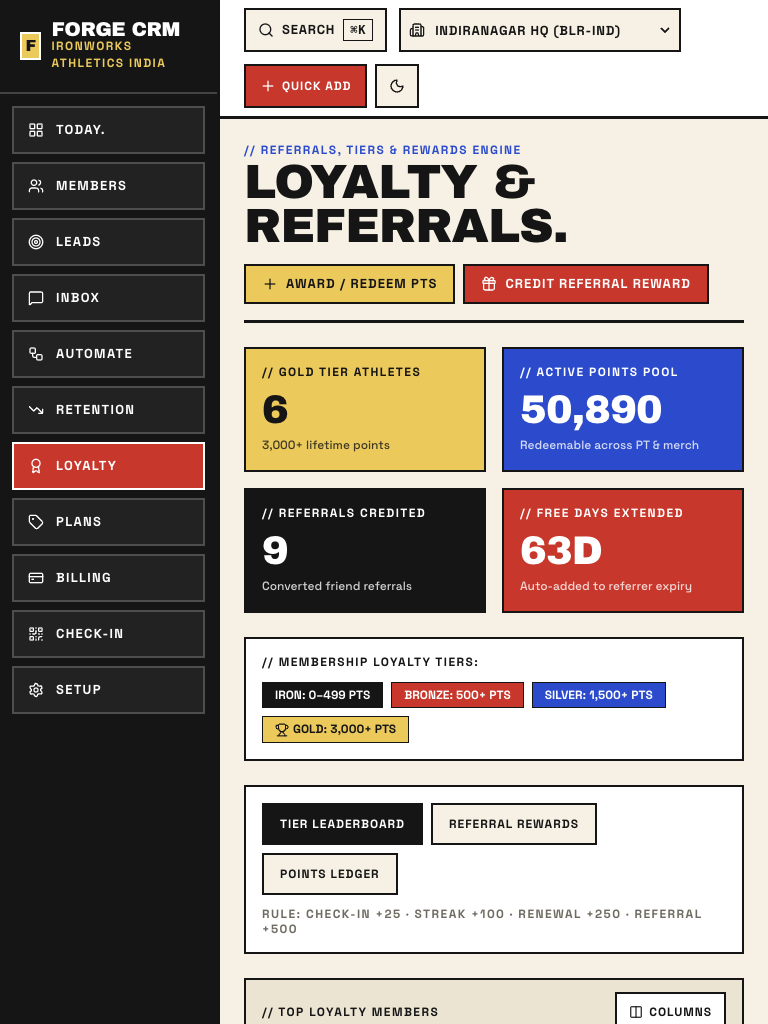 F
FORGE CRM
IRONWORKS
ATHLETICS INDIA
TODAY.
MEMBERS
LEADS
INBOX
AUTOMATE
RETENTION
LOYALTY
PLANS
BILLING
CHECK-IN
SETUP
SEARCH ⌘K
INDIRANAGAR HQ (BLR-IND)
QUICK ADD
// REFERRALS, TIERS & REWARDS ENGINE
LOYALTY &
REFERRALS.
AWARD / REDEEM PTS
CREDIT REFERRAL REWARD
// GOLD TIER ATHLETES
6
3,000+ lifetime points
// ACTIVE POINTS POOL
50,890
Redeemable across PT & merch
// REFERRALS CREDITED
9
Converted friend referrals
// FREE DAYS EXTENDED
63D
Auto-added to referrer expiry
// MEMBERSHIP LOYALTY TIERS:
IRON: 0–499 PTS
BRONZE: 500+ PTS
SILVER: 1,500+ PTS
GOLD: 3,000+ PTS
TIER LEADERBOARD
REFERRAL REWARDS
POINTS LEDGER
RULE: CHECK-IN +25 · STREAK +100 · RENEWAL +250 · REFERRAL
+500
// TOP LOYALTY MEMBERS
COLUMNS